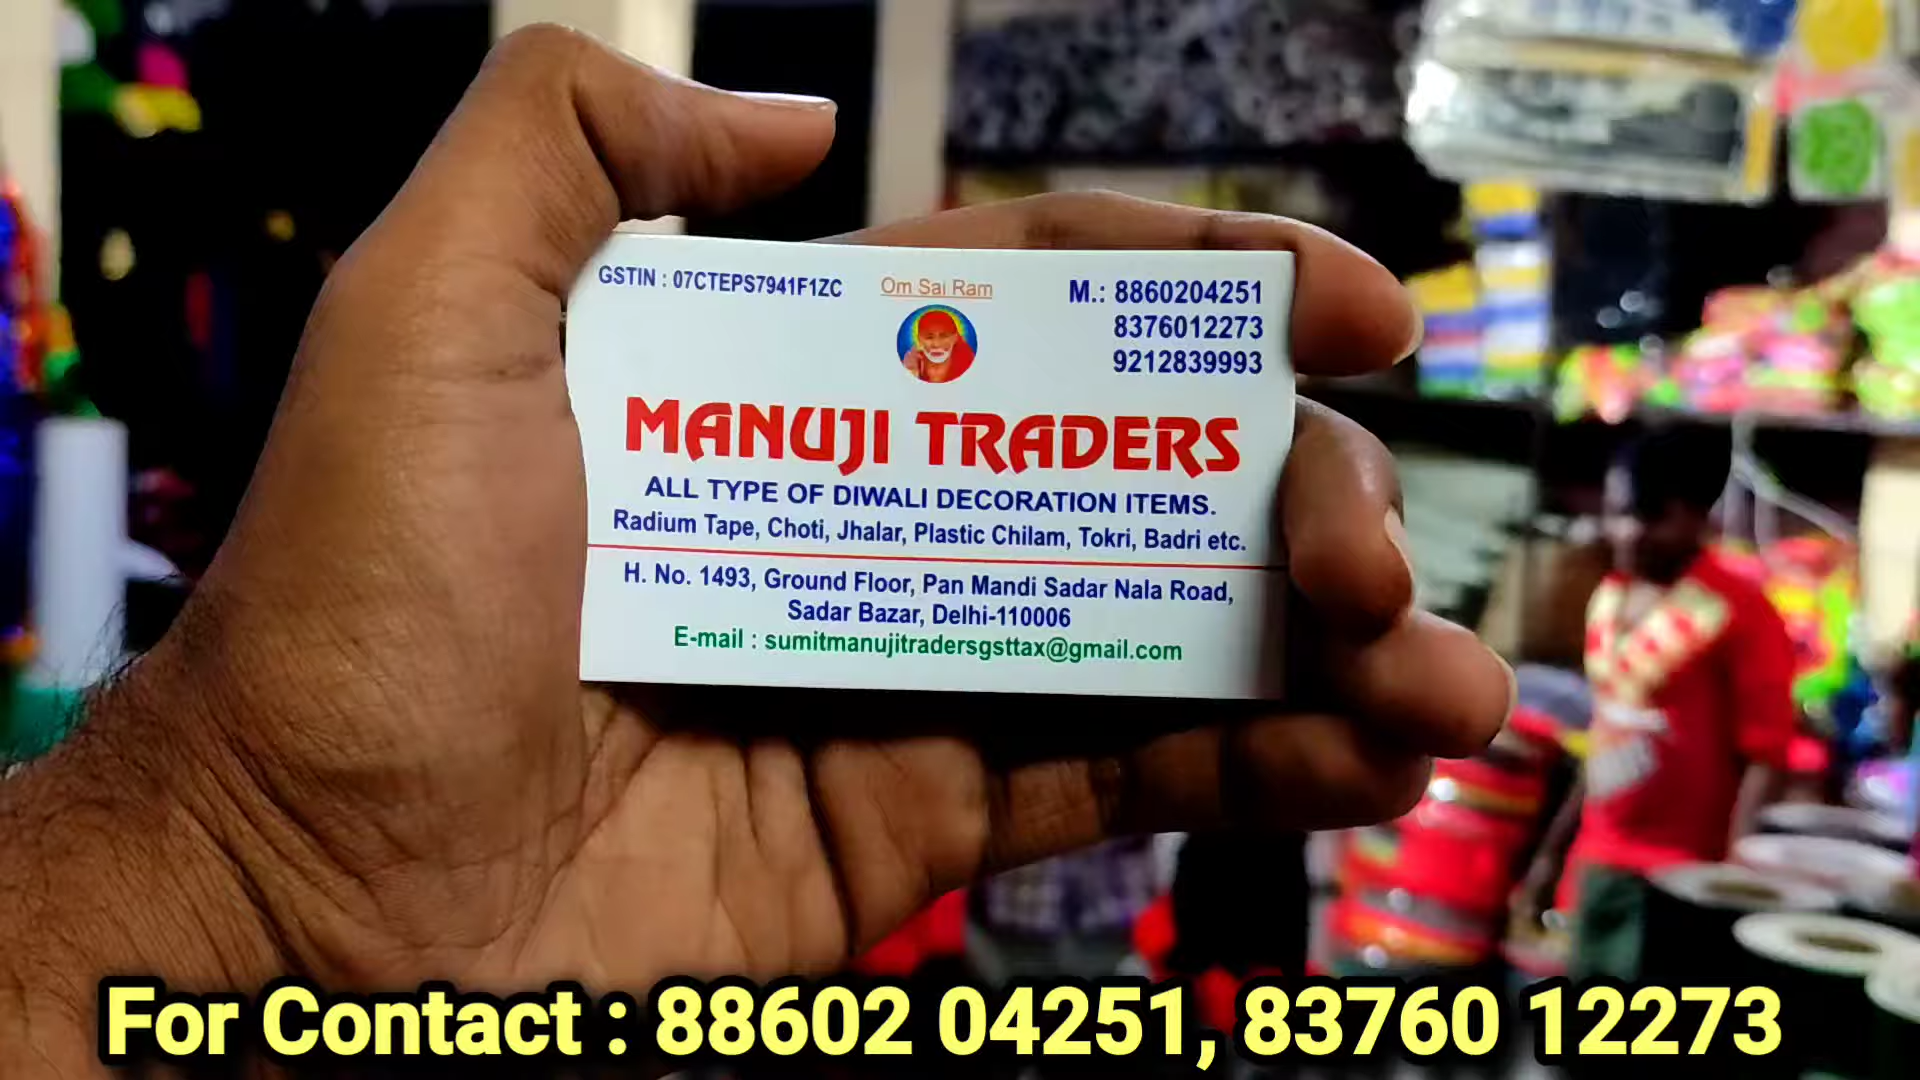 GSTIN : 07CTEPS7941F1ZC
Om Sai Ram
M.: 8860204251
8376012273
9212839993
MANUJI TRADERS
ALL TYPE OF DIWALI DECORATION ITEMS.
Radium Tape, Choti, Jhalar, Plastic Chilam, Tokri, Badri etc.
H. No. 1493, Ground Floor, Pan Mandi Sadar Nala Road,
Sadar Bazar, Delhi-110006
E-mail : sumitmanujitradersgsttax@gmail.com
For Contact : 88602 04251, 83760 12273